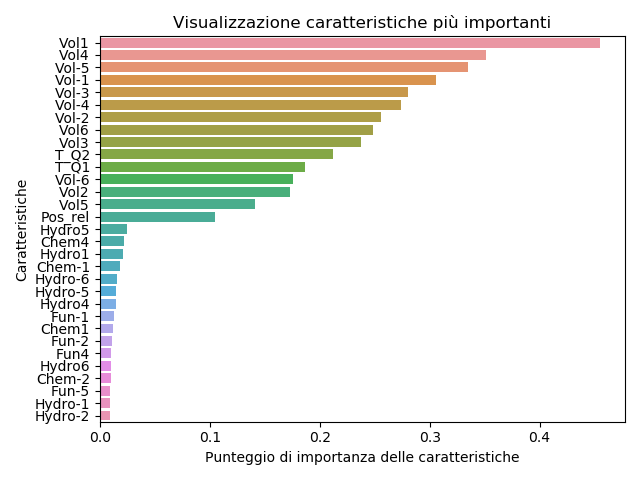 Visualizzazione caratteristiche più importanti
Vol1
Vol4
Vol-5
Vol-1
Vol-3
Vol-4
Vol-2
Vol6
Vol3
T_Q2
T_Q1
Vol-6
Vol2
Vol5
Pos_rel
Hydro5
Chem4
Hydro1
Chem-1
Hydro-6
Hydro-5
Hydro4
Fun-1
Chem1
Fun-2
Fun4
Hydro6
Chem-2
Fun-5
Hydro-1
Hydro-2
Caratteristiche
0.0 0.1 0.2 0.3 0.4
Punteggio di importanza delle caratteristiche